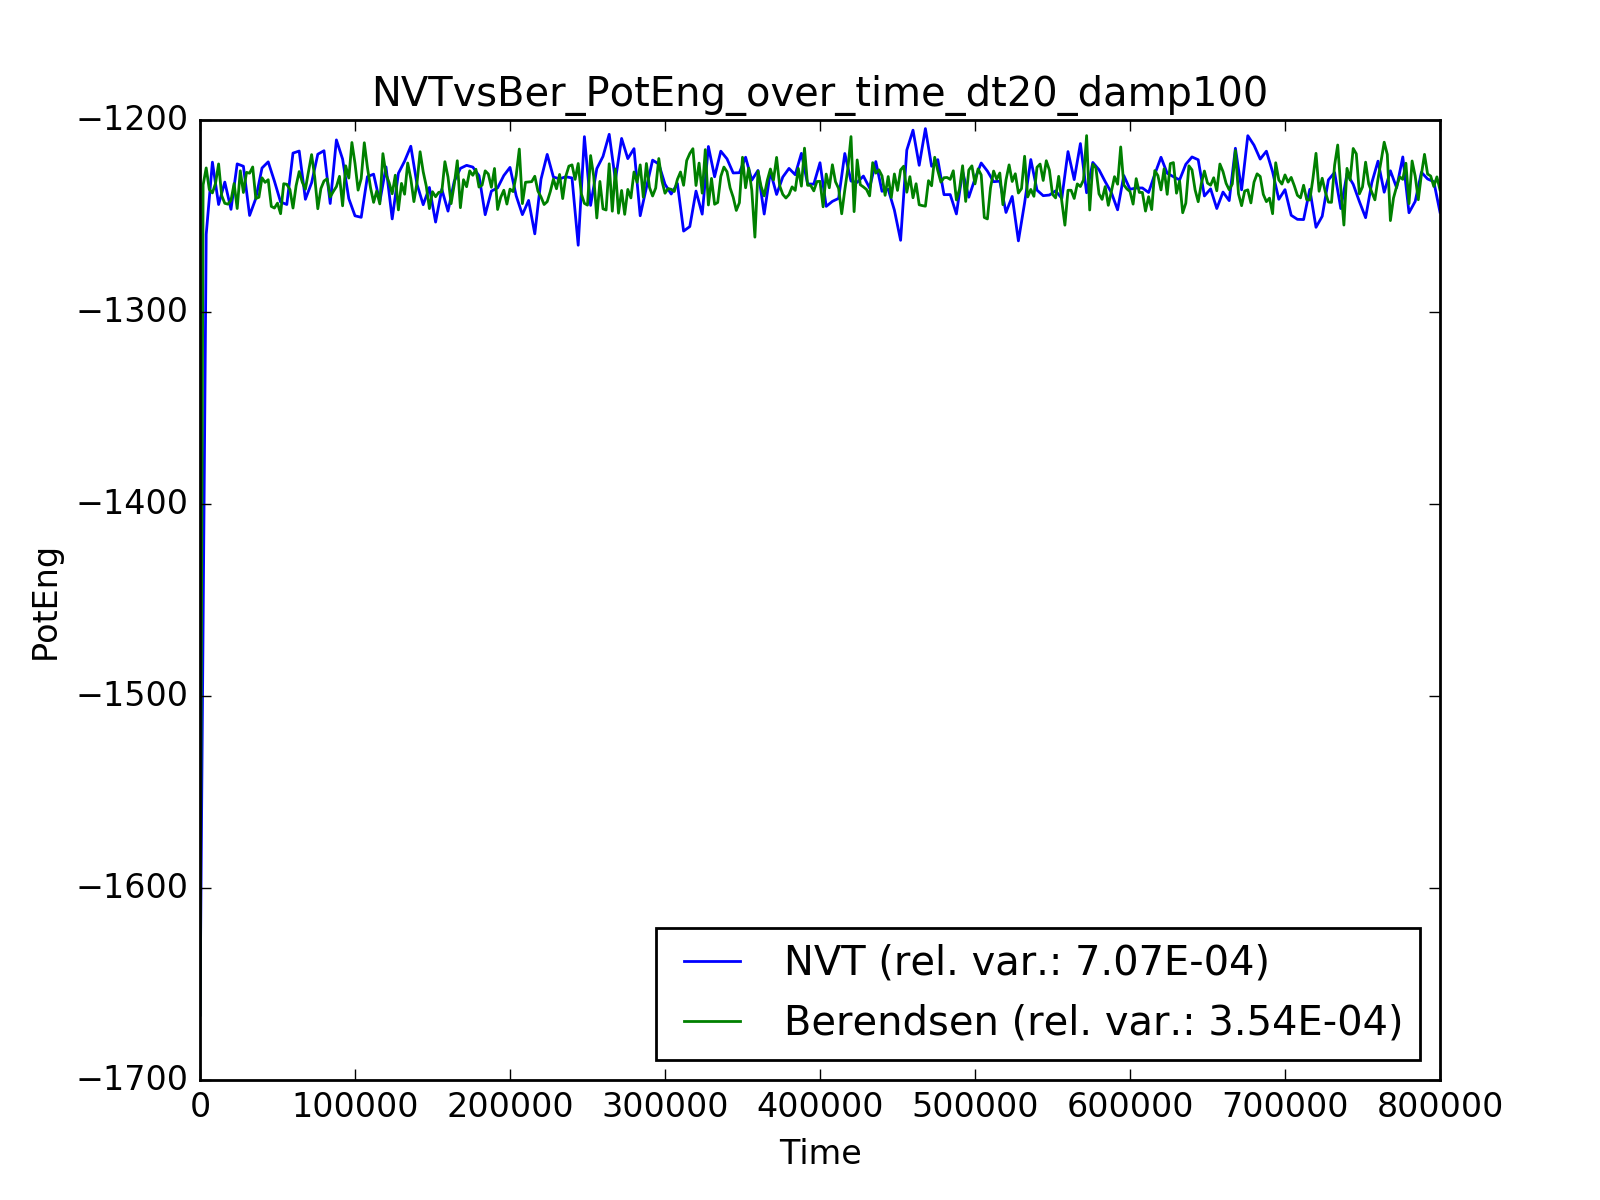 NVTvsBer_PotEng_over_time_dt20_damp100
−1200
−1300
−1400
−1500
−1600
−1700
PotEng
NVT (rel. var.: 7.07E-04)
Berendsen (rel. var.: 3.54E-04)
0 100000 200000 300000 400000 500000 600000 700000 800000
Time